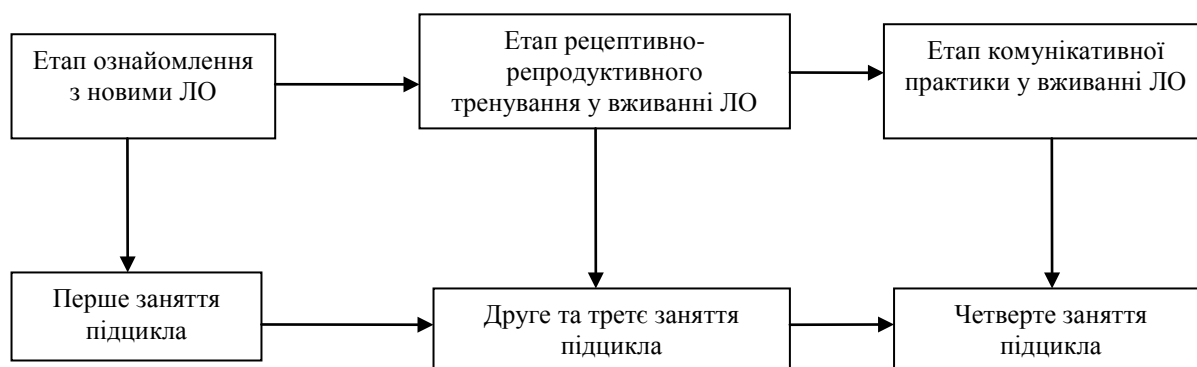 Етап ознайомлення
з новими ЛО
Етап рецептивно-
репродуктивного
тренування у вживанні ЛО
Етап комунікативної
практики у вживанні ЛО
Перше заняття
підцикла
Друге та третє заняття
підцикла
Четверте заняття
підцикла